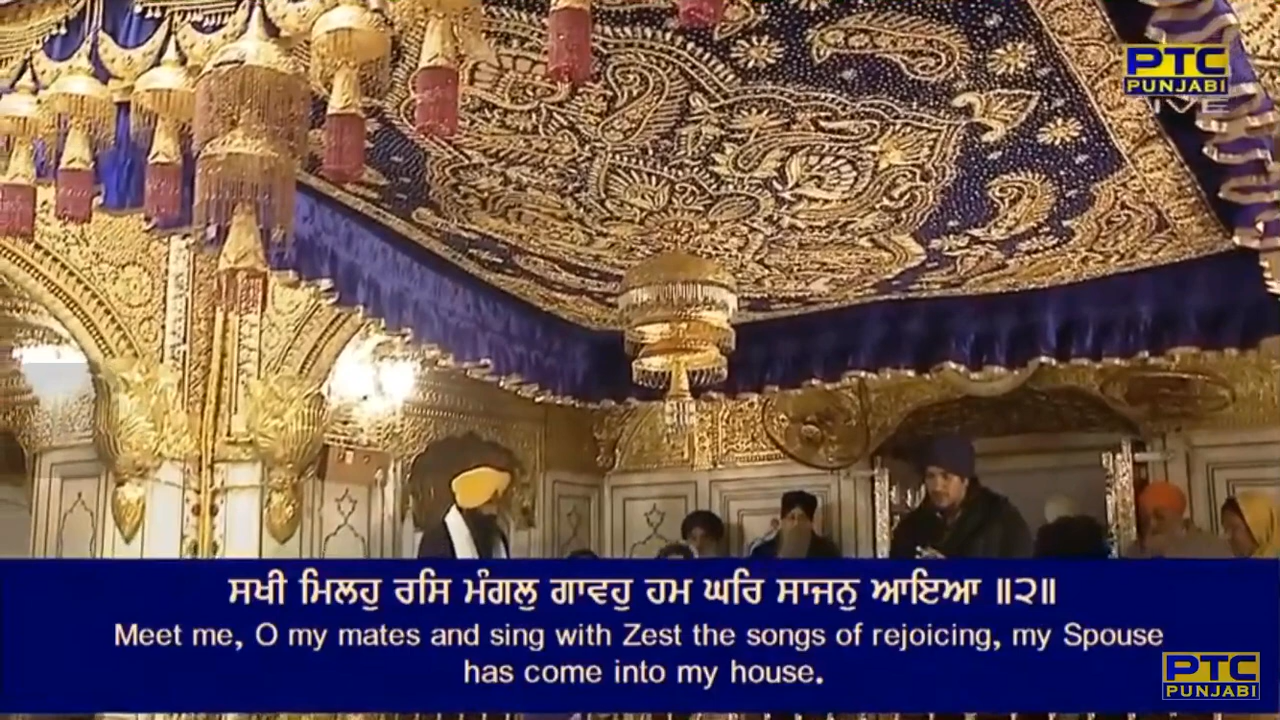 PTC
PUNJABI
LIVE
ਸਖੀ ਮਿਲਹੁ ਰਸਿ ਮੰਗਲੁ ਗਾਵਹੁ ਹਮ ਘਰਿ ਸਾਜਨੁ ਆਇਆ ॥੨॥
Meet me, O my mates and sing with Zest the songs of rejoicing, my Spouse
has come into my house.
PTC
PUNJABI